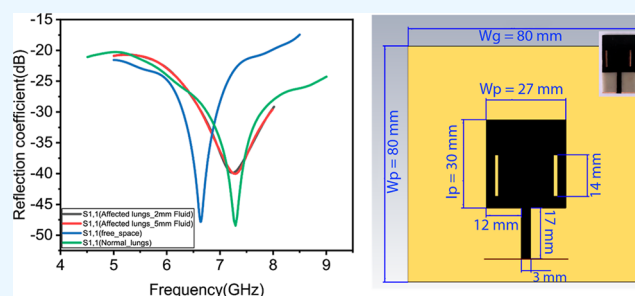 Reflection coefficient(dB)
-15
-20
-25
-30
-35
-40
-45
-50
S1,1(Affected lungs_2mm Fluid)
S1,1(Affected lungs_5mm Fluid)
S1,1(free_space)
S1,1(Normal_lungs)
4 5 6 7 8 9
Frequency(GHz)
Wg = 80 mm
Wp = 80 mm
Wp = 27 mm
lp = 30 mm
14 mm
12 mm
17 mm
3 mm